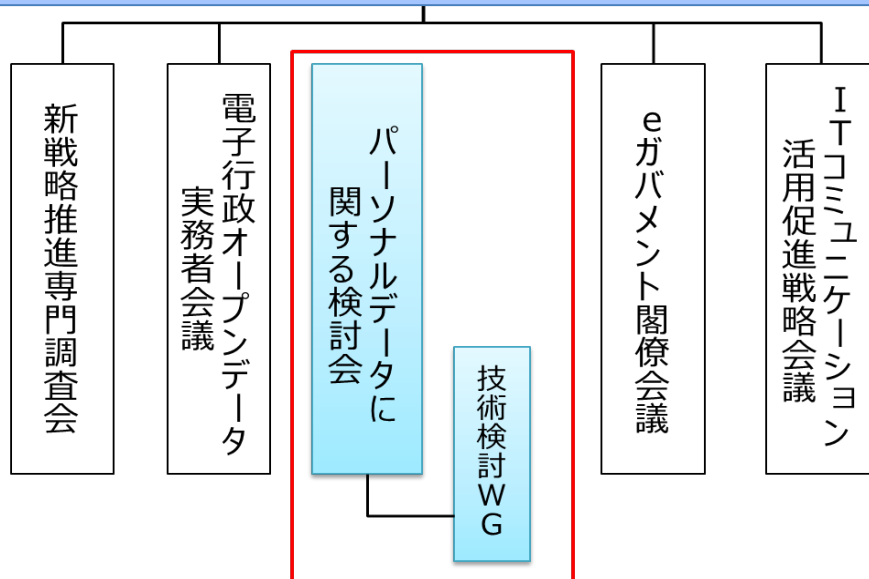 新戦略推進専門調査会
電子行政オープンデータ
実務者会議
パーソナルデータに
関する検討会
技術検討WG
eガバメント閣僚会議
ITコミュニケーション
活用促進戦略会議